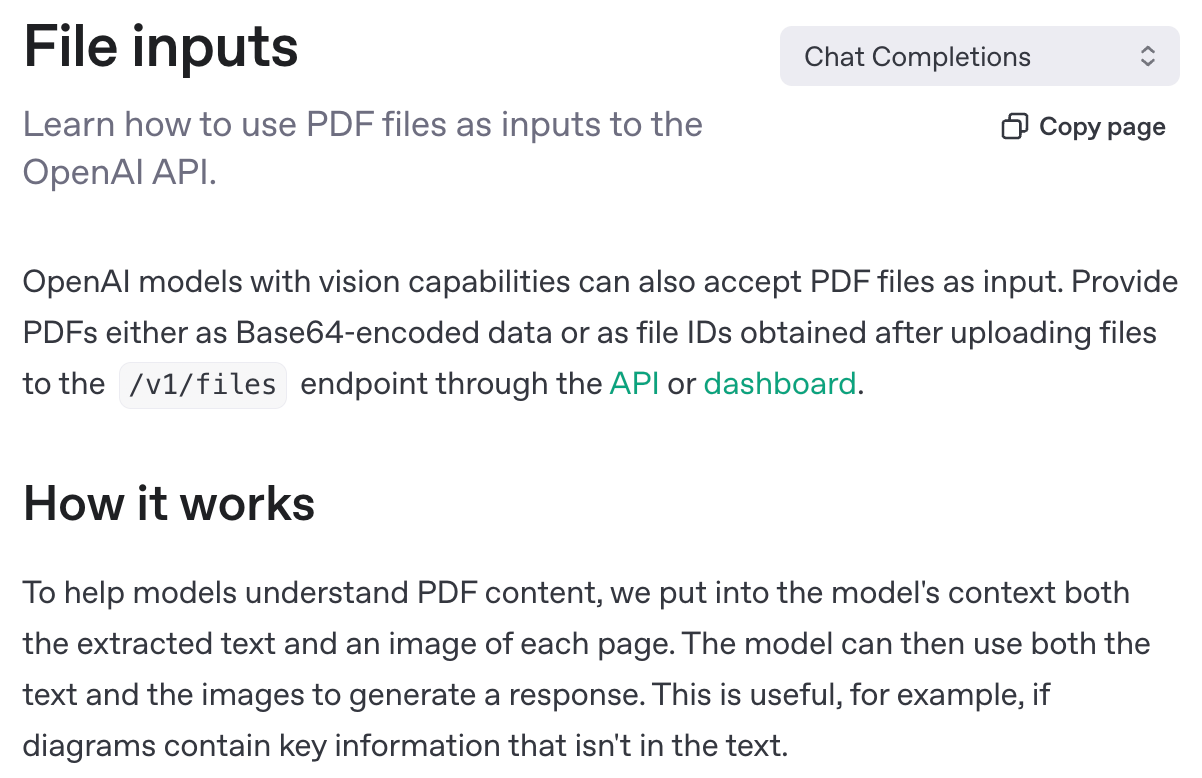 File inputs
Chat Completions
Learn how to use PDF files as inputs to the
OpenAI API.
Copy page
OpenAI models with vision capabilities can also accept PDF files as input. Provide
PDFs either as Base64-encoded data or as file IDs obtained after uploading files
to the /v1/files endpoint through the API or dashboard.
How it works
To help models understand PDF content, we put into the model's context both
the extracted text and an image of each page. The model can then use both the
text and the images to generate a response. This is useful, for example, if
diagrams contain key information that isn't in the text.